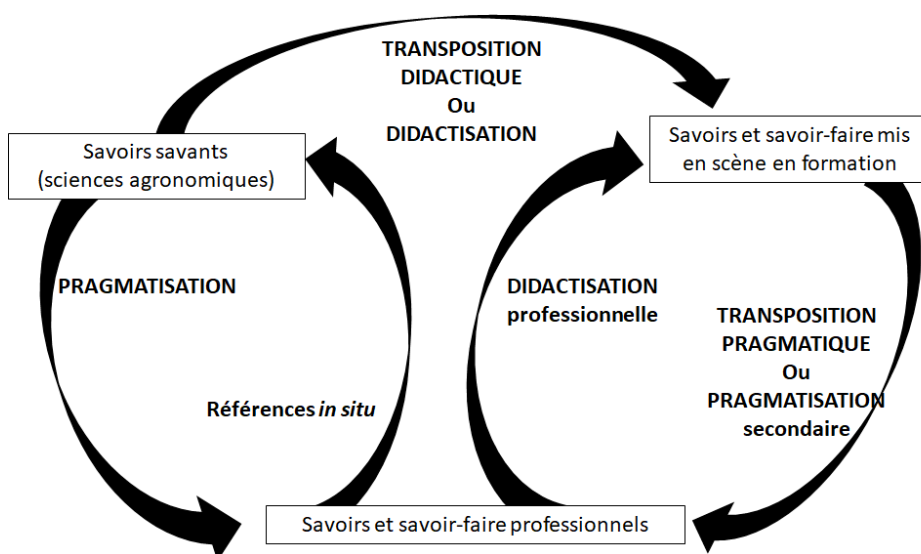 TRANSPOSITION
DIDACTIQUE
Ou
DIDACTISATION
Savoirs savants
(sciences agronomiques)
Savoirs et savoir-faire mis
en scène en formation
PRAGMATISATION
DIDACTISATION
professionnelle
TRANSPOSITION
PRAGMATIQUE
Ou
PRAGMATISATION
secondaire
Références in situ
Savoirs et savoir-faire professionnels